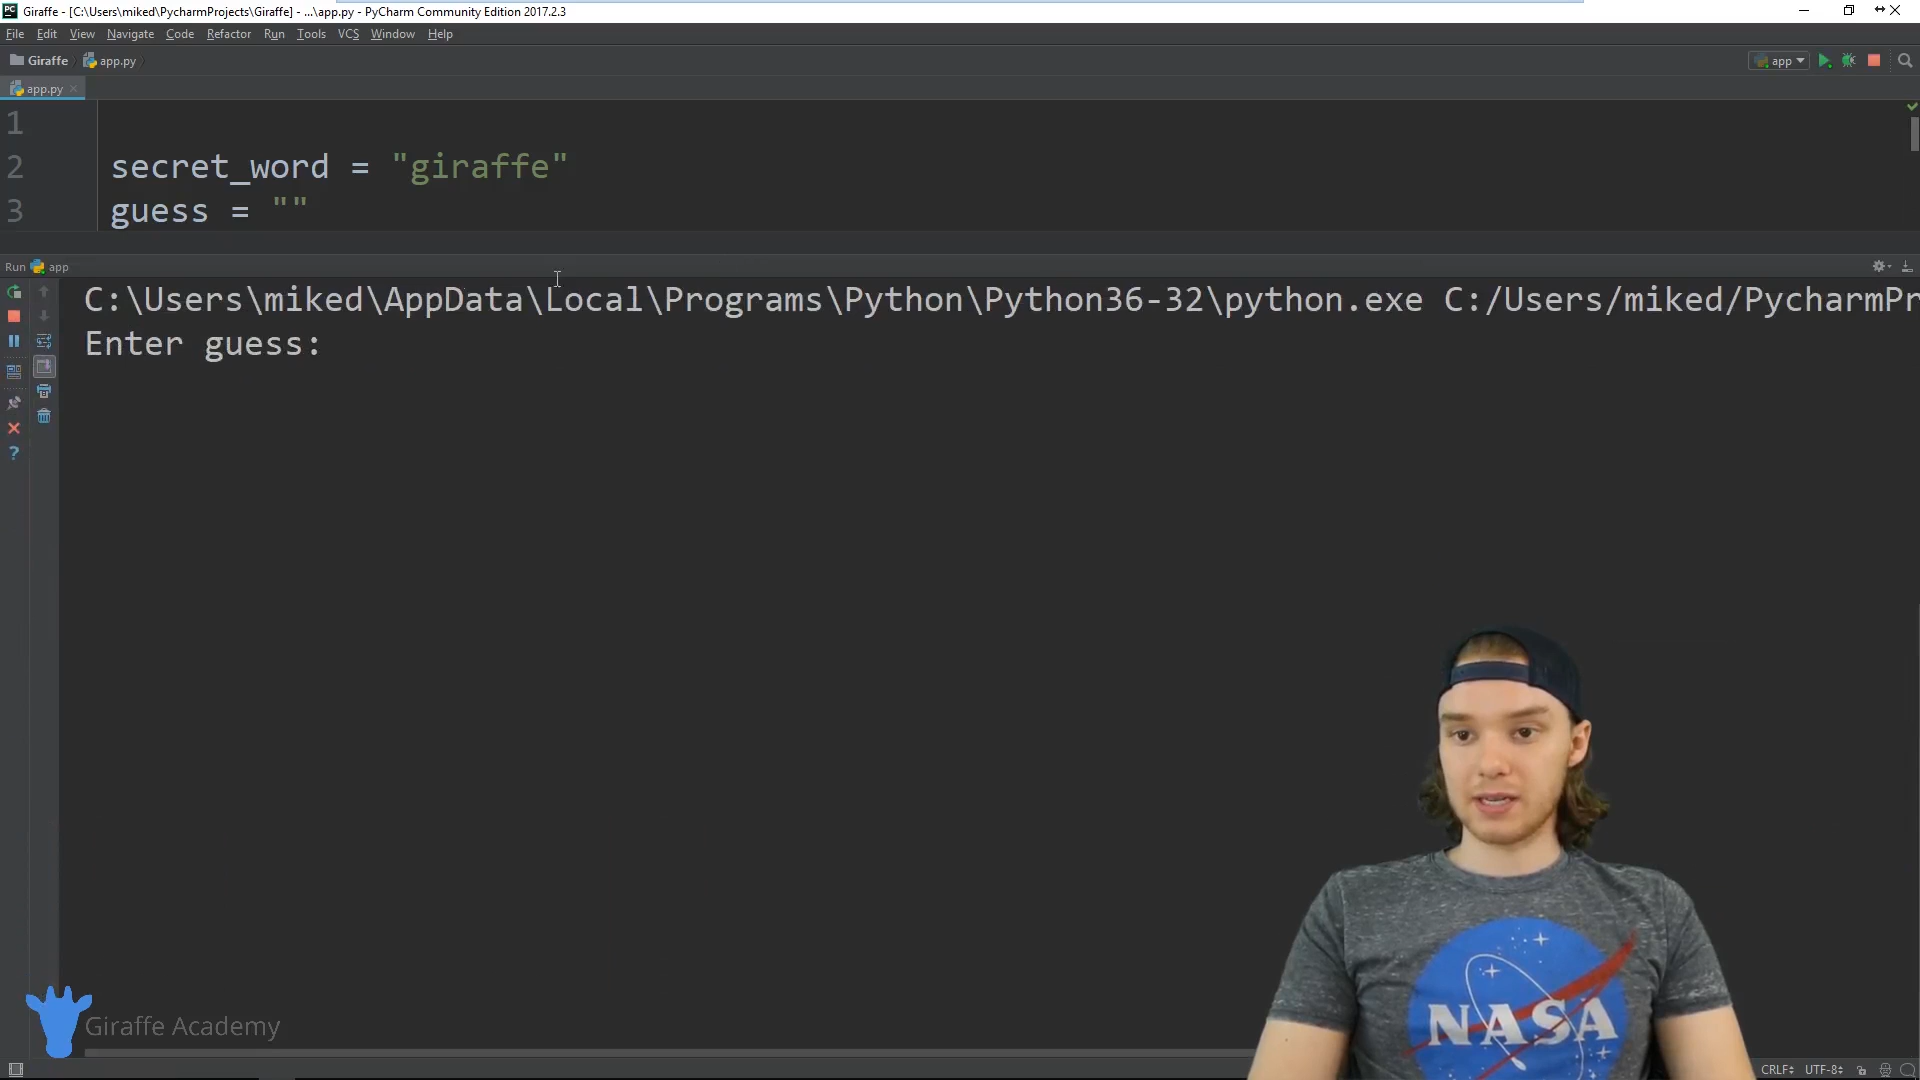 Giraffe - [C:\Users\miked\PycharmProjects\Giraffe] - ...\app.py - PyCharm Community Edition 2017.2.3
File Edit View Navigate Code Refactor Run Tools VCS Window Help
Giraffe app.py app
app.py
1
2 secret_word = "giraffe"
3 guess = ""
Run app
C:\Users\miked\AppData\Local\Programs\Python\Python36-32\python.exe C:/Users/miked/PycharmPr
Enter guess:
NASA
Giraffe Academy
CRLF UTF-8